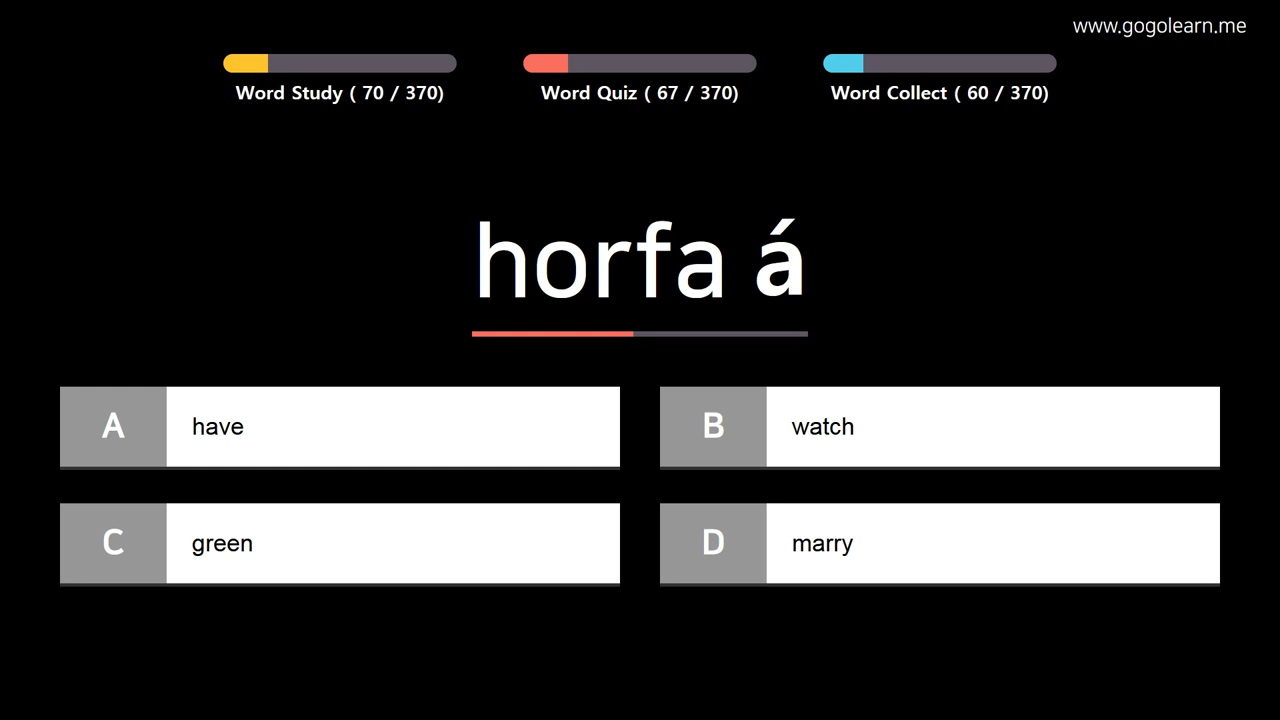 www.gogolearn.me
Word Study ( 70 / 370)
Word Quiz ( 67 / 370)
Word Collect ( 60 / 370)
horfa á
A have
B watch
C green
D marry